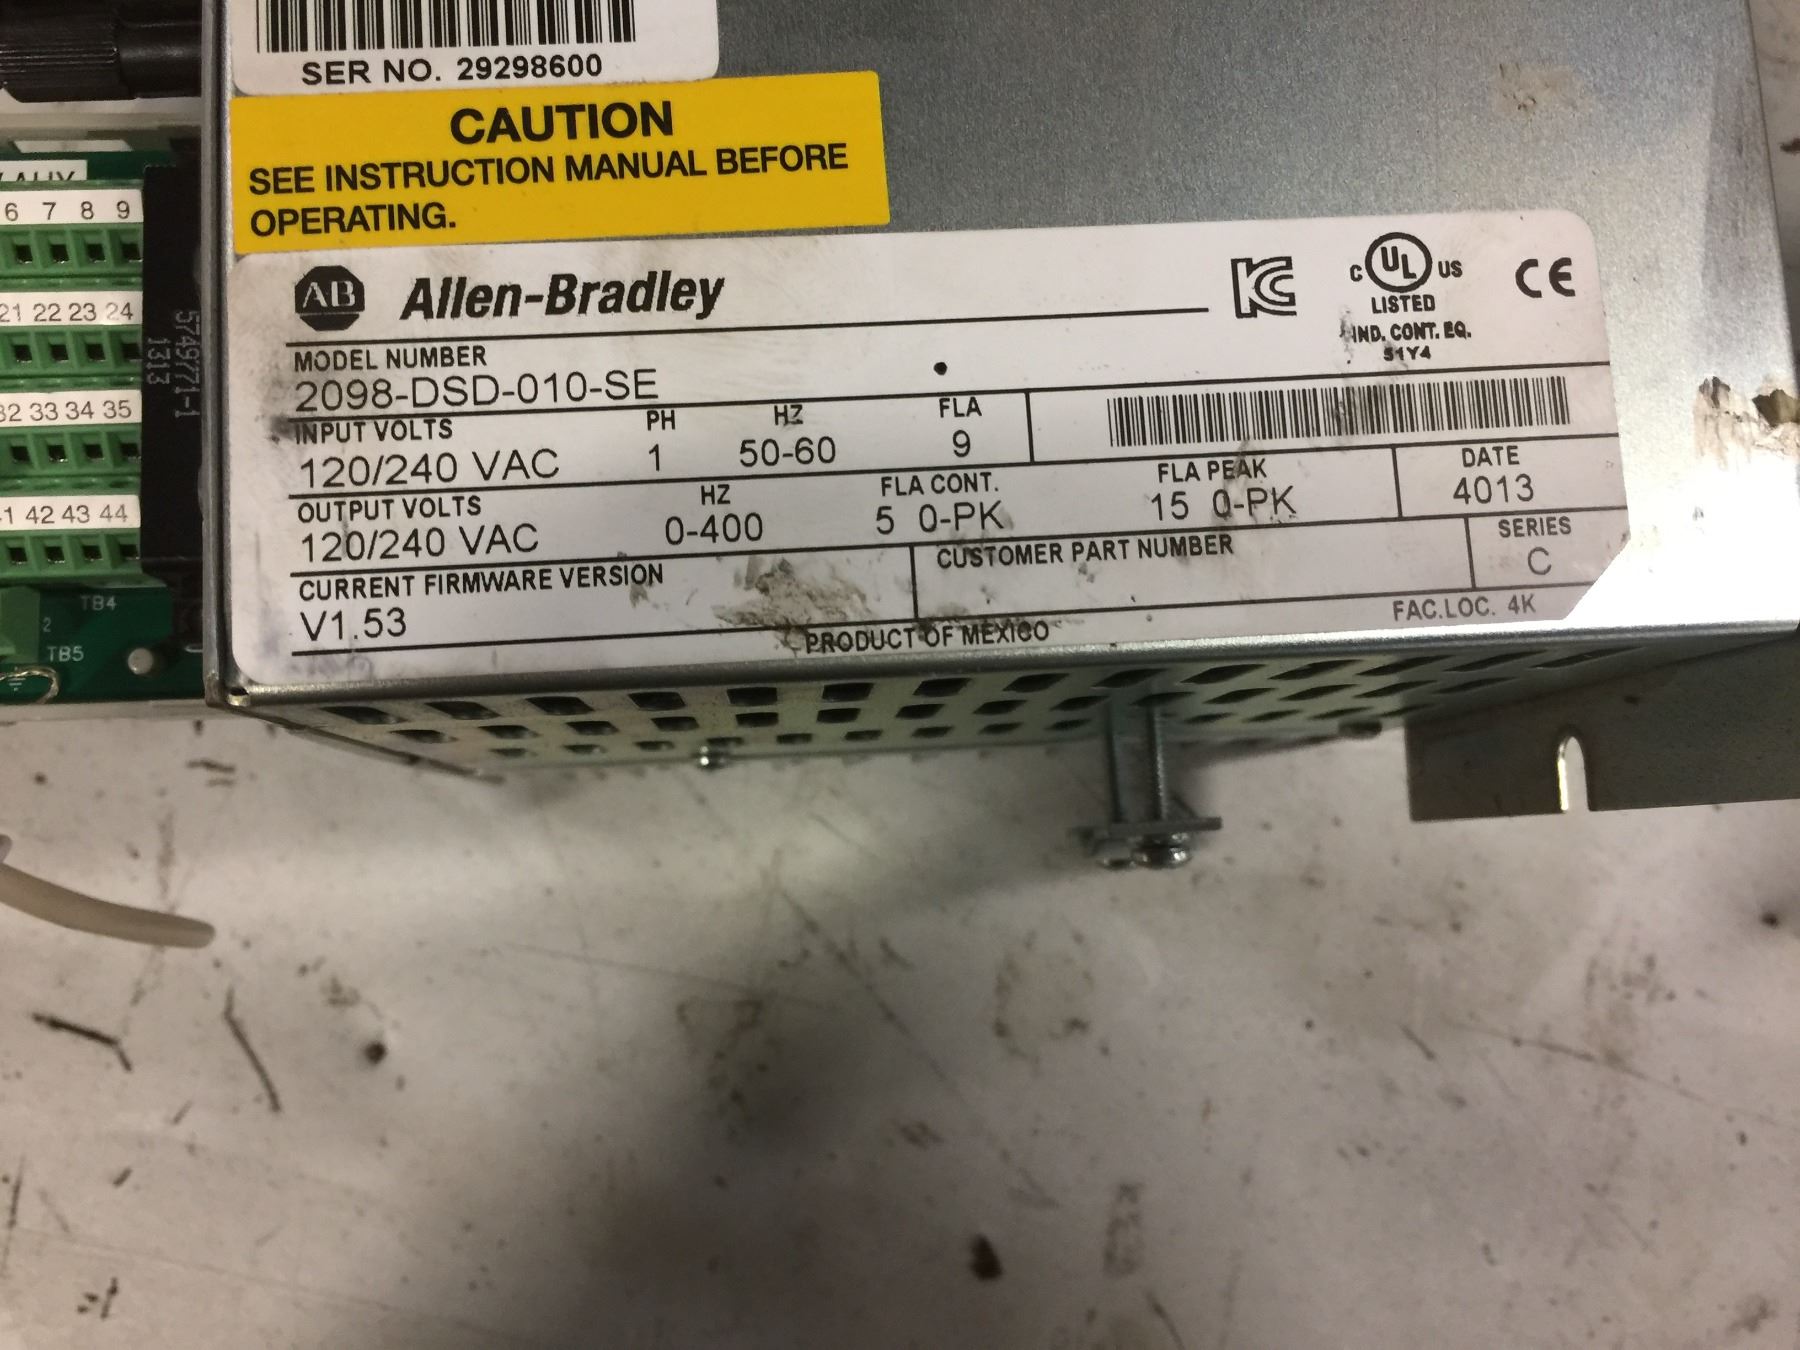 SER NO. 29298600
CAUTION
SEE INSTRUCTION MANUAL BEFORE
OPERATING.
AB Allen-Bradley
C UL US
LISTED
IND. CONT. EQ.
51Y4
CE
MODEL NUMBER
2098-DSD-010-SE
INPUT VOLTS PH HZ FLA
120/240 VAC 1 50-60 9
OUTPUT VOLTS HZ FLA CONT. FLA PEAK DATE
120/240 VAC 0-400 5 0-PK 15 0-PK 4013
CURRENT FIRMWARE VERSION CUSTOMER PART NUMBER SERIES
V1.53 C
PRODUCT OF MEXICO FAC.LOC. 4K
6 7 8 9
21 22 23 24
32 33 34 35
42 43 44
1313
TB4
2
TB5